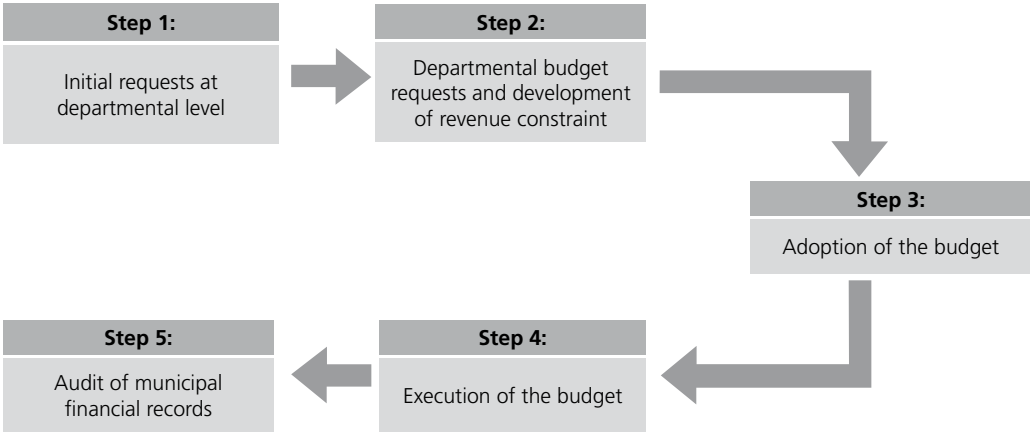 Step 1:
Initial requests at
departmental level
Step 2:
Departmental budget
requests and development
of revenue constraint
Step 3:
Adoption of the budget
Step 4:
Execution of the budget
Step 5:
Audit of municipal
financial records